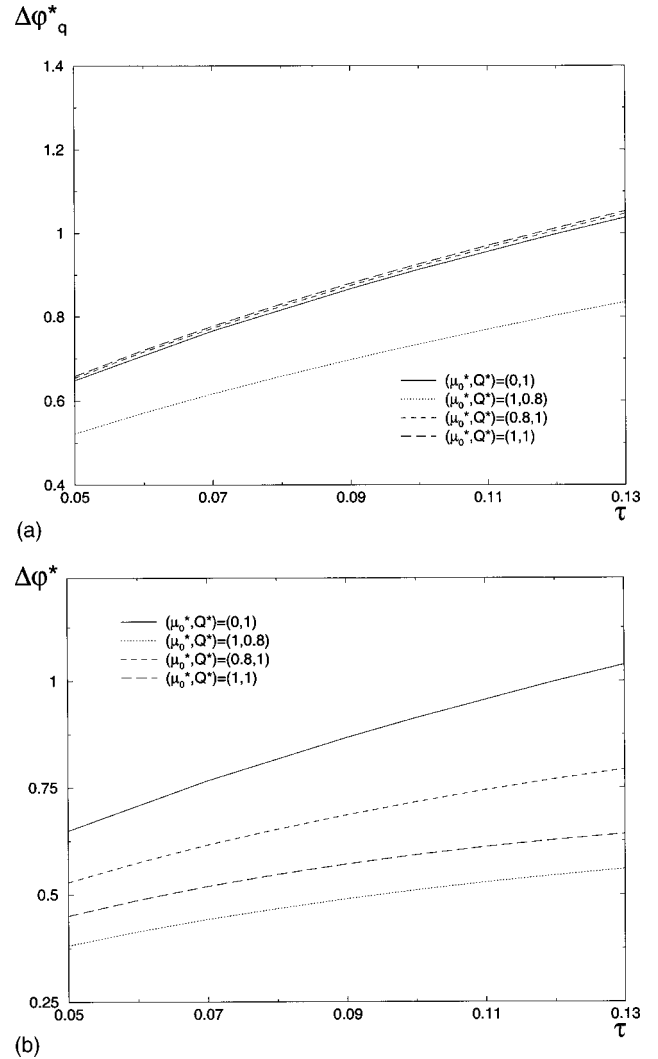 Δφ*q
1.4
1.2
1
0.8
0.6
0.4
(μ0*,Q*)=(0,1)
(μ0*,Q*)=(1,0.8)
(μ0*,Q*)=(0.8,1)
(μ0*,Q*)=(1,1)
0.05 0.07 0.09 0.11 0.13
τ
(a)
Δφ*
(μ0*,Q*)=(0,1)
(μ0*,Q*)=(1,0.8)
(μ0*,Q*)=(0.8,1)
(μ0*,Q*)=(1,1)
1
0.75
0.5
0.25
0.05 0.07 0.09 0.11 0.13
τ
(b)